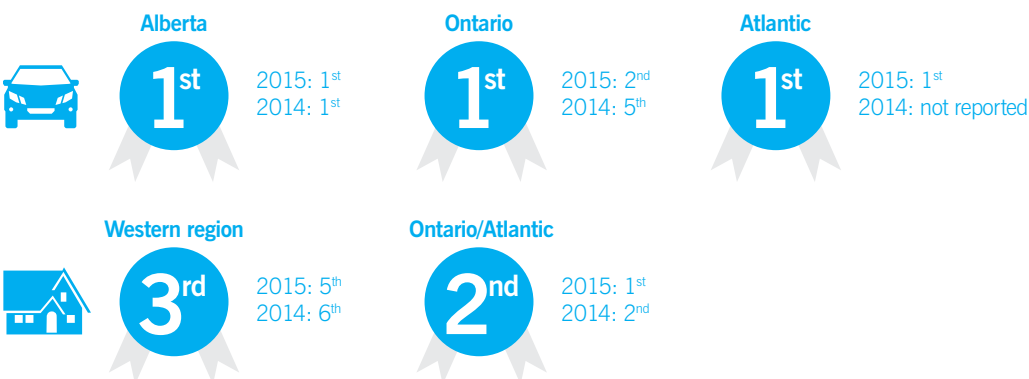 Alberta
1st
2015: 1st
2014: 1st
Ontario
1st
2015: 2nd
2014: 5th
Atlantic
1st
2015: 1st
2014: not reported
Western region
3rd
2015: 5th
2014: 6th
Ontario/Atlantic
2nd
2015: 1st
2014: 2nd